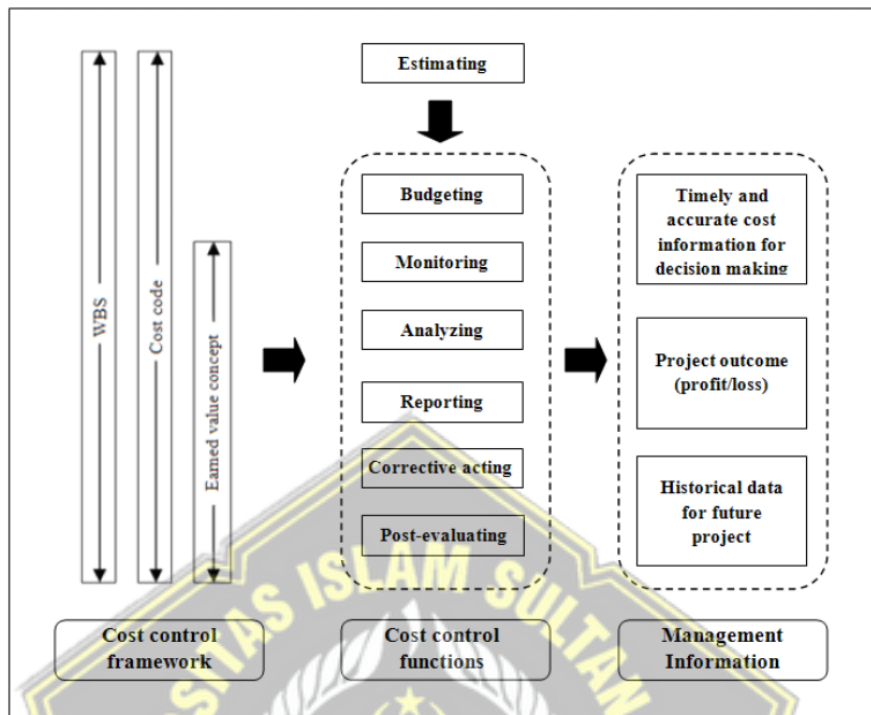 WBS
Cost code
Earned value concept
Estimating
Budgeting
Monitoring
Analyzing
Reporting
Corrective acting
Post-evaluating
Timely and
accurate cost
information for
decision making
Project outcome
(profit/loss)
Historical data
for future
project
Cost control
framework
Cost control
functions
Management
Information
SITAS ISLAM SULTAN